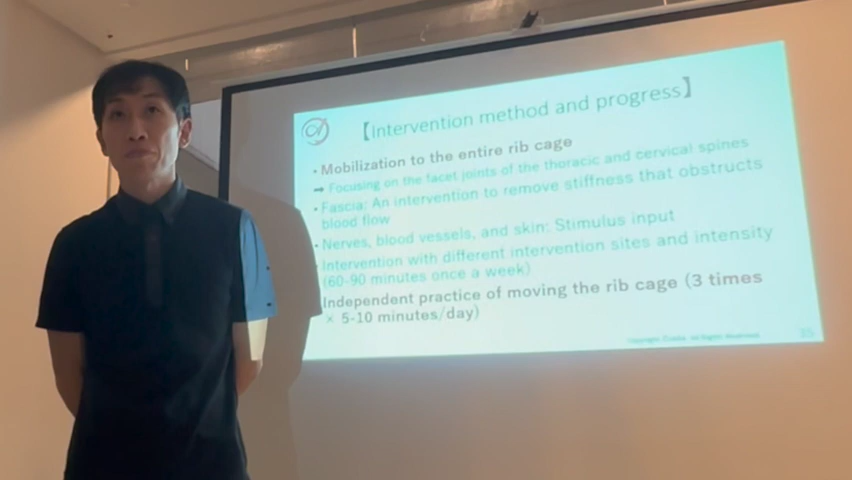 【Intervention method and progress】
・Mobilization to the entire rib cage
➡ Focusing on the facet joints of the thoracic and cervical spines
・Fascia: An intervention to remove stiffness that obstructs
blood flow
・Nerves, blood vessels, and skin: Stimulus input
・Intervention with different intervention sites and intensity
(60-90 minutes once a week)
Independent practice of moving the rib cage (3 times
× 5-10 minutes/day)
All Rights Reserved.